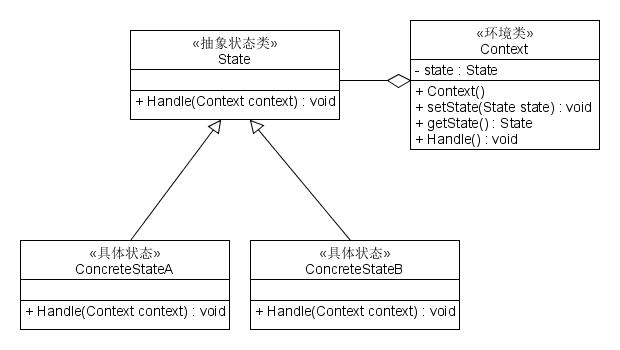 《抽象状态类》
State
+ Handle(Context context) : void
《环境类》
Context
- state : State
+ Context()
+ setState(State state) : void
+ getState() : State
+ Handle() : void
《具体状态》
ConcreteStateA
+ Handle(Context context) : void
《具体状态》
ConcreteStateB
+ Handle(Context context) : void